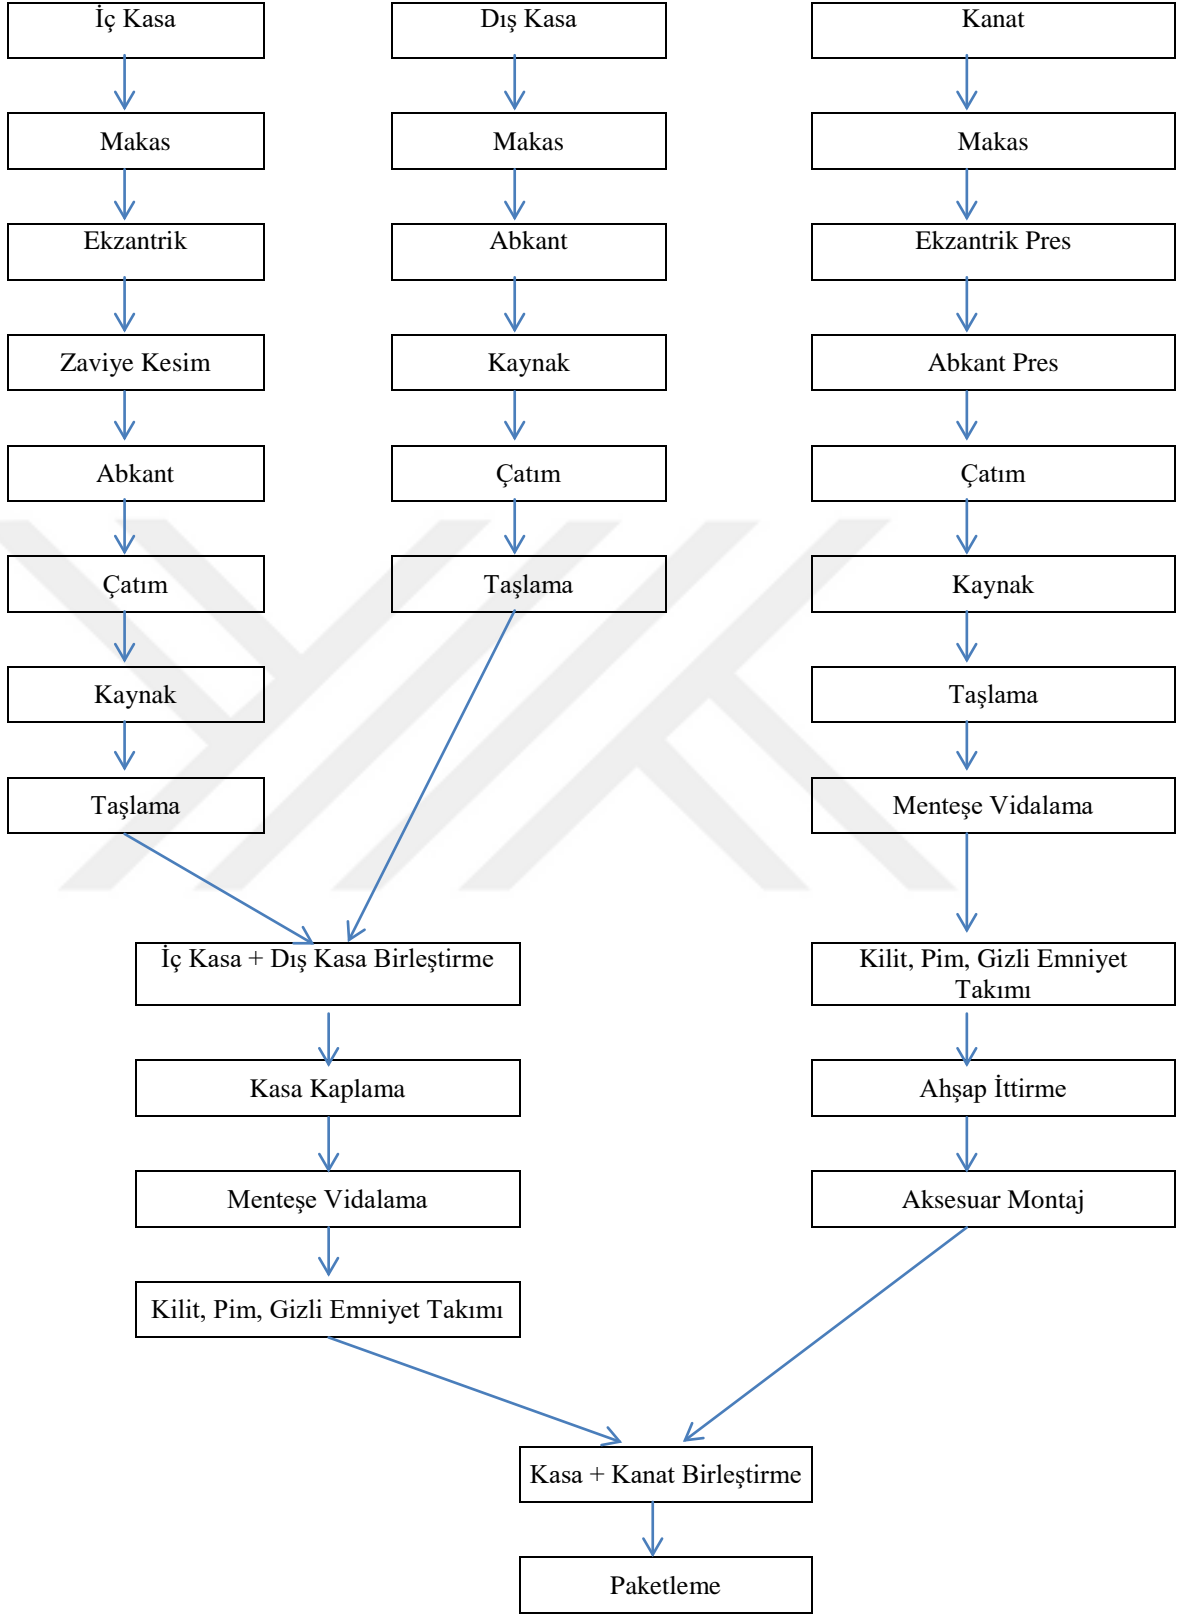 İç Kasa
Dış Kasa
Kanat
Makas
Makas
Makas
Ekzantrik
Abkant
Ekzantrik Pres
Zaviye Kesim
Kaynak
Abkant Pres
Abkant
Çatım
Çatım
Çatım
Taşlama
Kaynak
Kaynak
Taşlama
Taşlama
Menteşe Vidalama
İç Kasa + Dış Kasa Birleştirme
Kilit, Pim, Gizli Emniyet
Takımı
Kasa Kaplama
Ahşap İttirme
Menteşe Vidalama
Aksesuar Montaj
Kilit, Pim, Gizli Emniyet Takımı
Kasa + Kanat Birleştirme
Paketleme